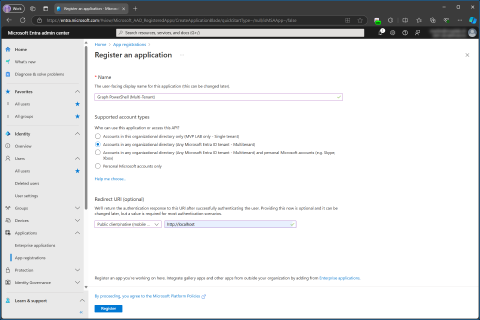 Work
Register an application - Micros
https://entra.microsoft.com/
Microsoft Entra admin center
Search resources, services, and docs (G+/)
Home
What's new
Diagnose & solve problems
Favorites
All users
All groups
Identity
Overview
Users
All users
Deleted users
User settings
Groups
Devices
Applications
Enterprise applications
App registrations
Protection
Identity Governance
Learn & support
Home > App registrations >
Register an application
* Name
The user-facing display name for this application (this can be changed later).
Graph PowerShell (Multi-Tenant)
Supported account types
Who can use this application or access this API?
Accounts in this organizational directory only (MVP LAB only - Single tenant)
Accounts in any organizational directory (Any Microsoft Entra ID tenant - Multitenant)
Accounts in any organizational directory (Any Microsoft Entra ID tenant - Multitenant) and personal Microsoft accounts (e.g. Skype,
Xbox)
Personal Microsoft accounts only
Help me choose...
Redirect URI (optional)
We'll return the authentication response to this URI after successfully authenticating the user. Providing this now is optional and it can be
changed later, but a value is required for most authentication scenarios.
Public client/native (mobile ...
http://localhost
Register an app you're working on here. Integrate gallery apps and other apps from outside your organization by adding from Enterprise applications.
By proceeding, you agree to the Microsoft Platform Policies
Register